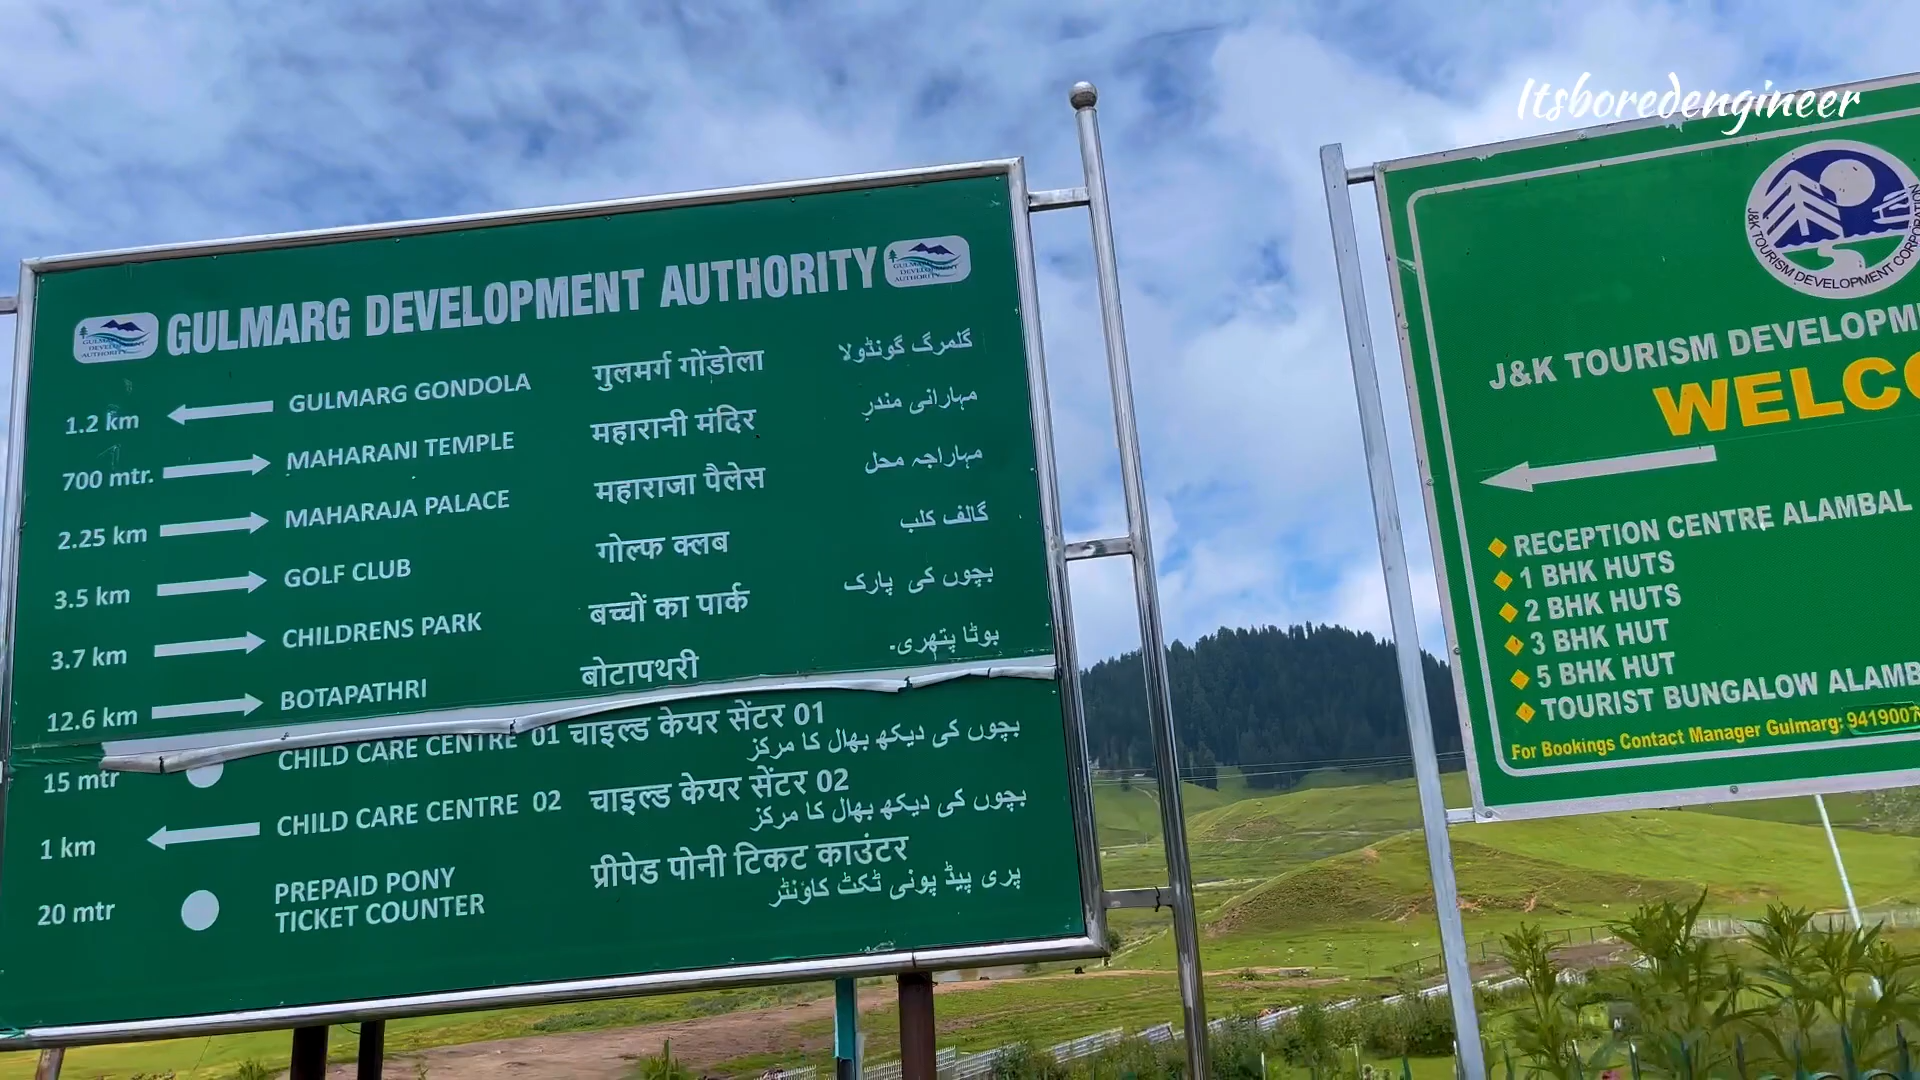 Itsboredengineer
GULMARG DEVELOPMENT AUTHORITY
GULMARG DEVELOPMENT AUTHORITY
1.2 km GULMARG GONDOLA गुलमर्ग गोंडोला گلمرگ گونڈولا
700 mtr. MAHARANI TEMPLE महारानी मंदिर مہارانی مندر
2.25 km MAHARAJA PALACE महाराजा पैलेस مہاراجہ محل
3.5 km GOLF CLUB गोल्फ क्लब گالف کلب
3.7 km CHILDRENS PARK बच्चों का पार्क بچوں کی پارک
12.6 km BOTAPATHRI बोटापथरी بوٹا پتھری۔
15 mtr CHILD CARE CENTRE 01 चाइल्ड केयर सेंटर 01
بچوں کی دیکھ بھال کا مرکز
1 km CHILD CARE CENTRE 02 चाइल्ड केयर सेंटर 02
بچوں کی دیکھ بھال کا مرکز
20 mtr PREPAID PONY TICKET COUNTER प्रीपेड पोनी टिकट काउंटर
پری پیڈ پونی ٹکٹ کاؤنٹر
J&K TOURISM DEVELOPMENT CORPORATION
J&K TOURISM DEVELOPM
WELCO
RECEPTION CENTRE ALAMBAL
1 BHK HUTS
2 BHK HUTS
3 BHK HUT
5 BHK HUT
TOURIST BUNGALOW ALAMB
For Bookings Contact Manager Gulmarg: 9419007